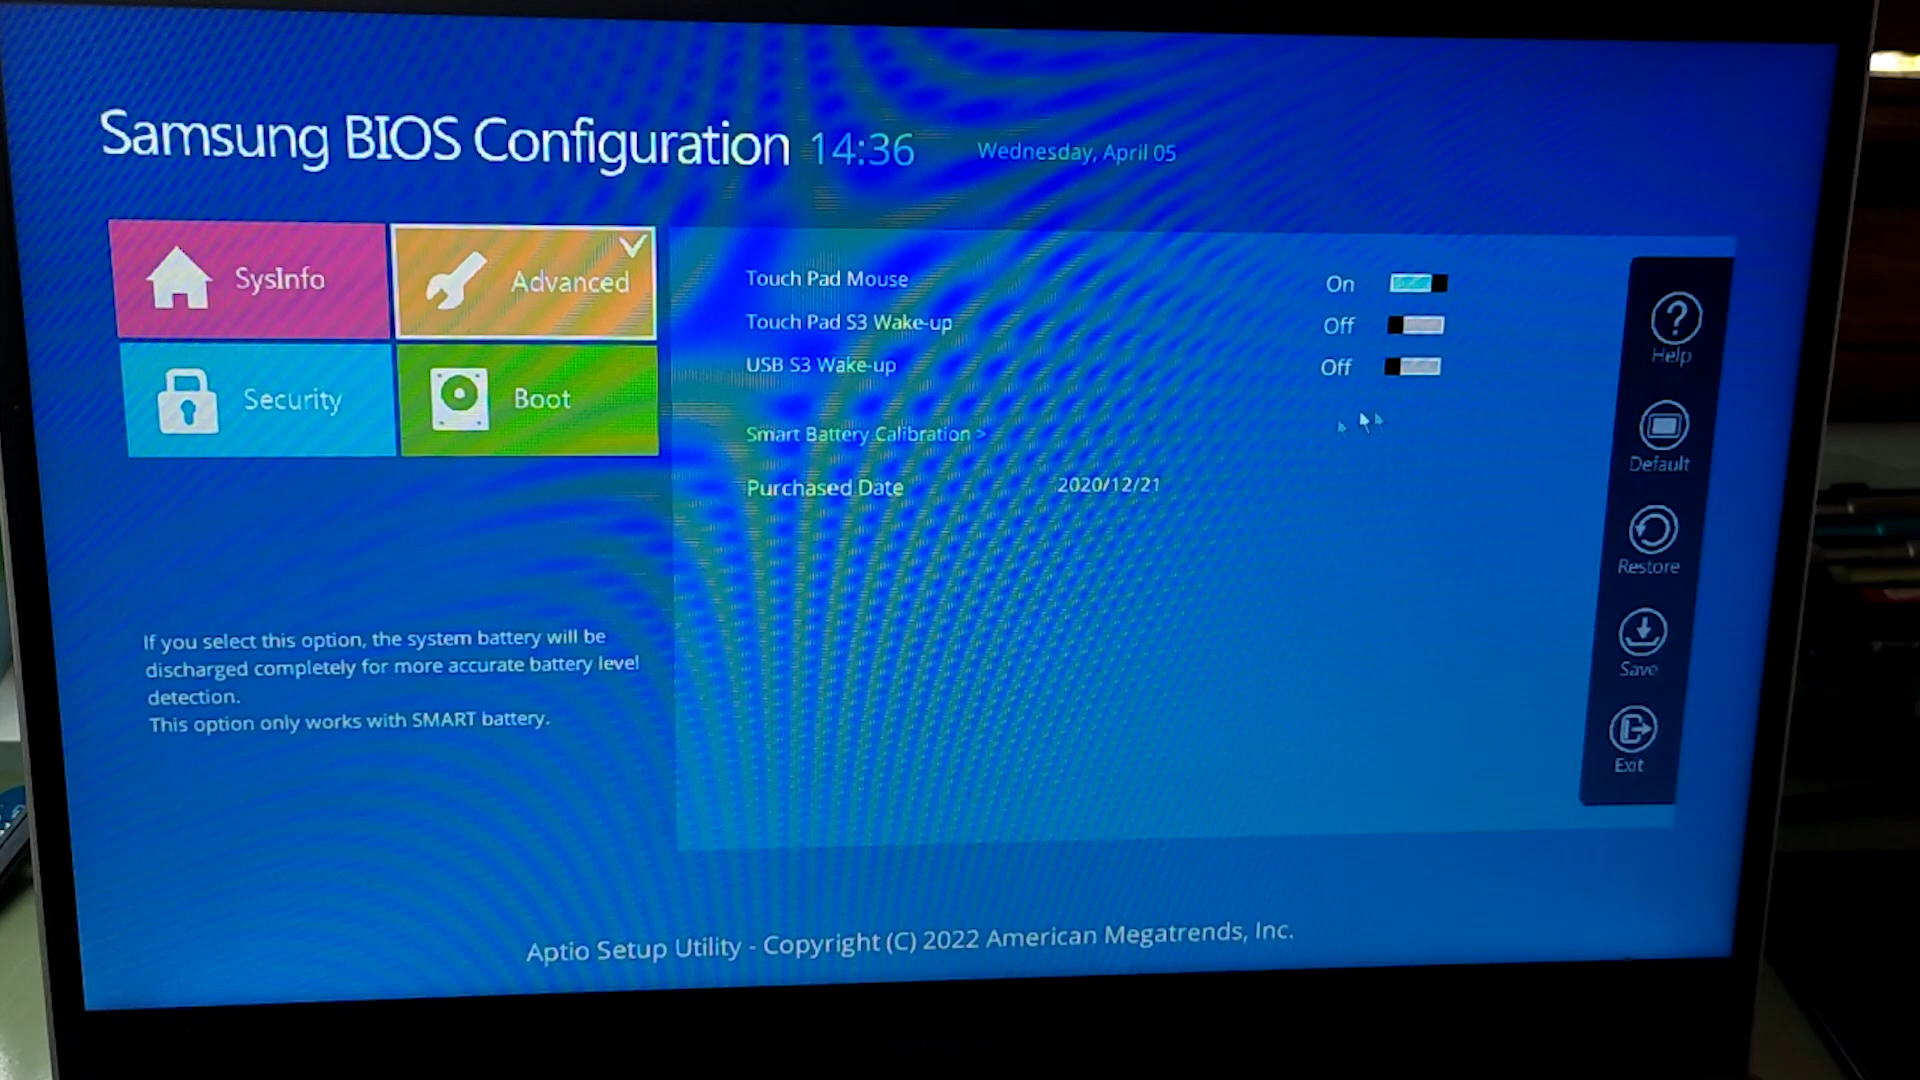 Samsung BIOS Configuration 14:36 Wednesday, April 05
SysInfo
Advanced
Security
Boot
Touch Pad Mouse On
Touch Pad S3 Wake-up Off
USB S3 Wake-up Off
Smart Battery Calibration >
Purchased Date 2020/12/21
If you select this option, the system battery will be
discharged completely for more accurate battery level
detection.
This option only works with SMART battery.
Help
Default
Restore
Save
Exit
Aptio Setup Utility - Copyright (C) 2022 American Megatrends, Inc.